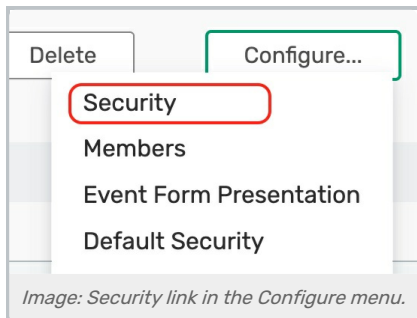 Delete
Configure...
Security
Members
Event Form Presentation
Default Security
Image: Security link in the Configure menu.